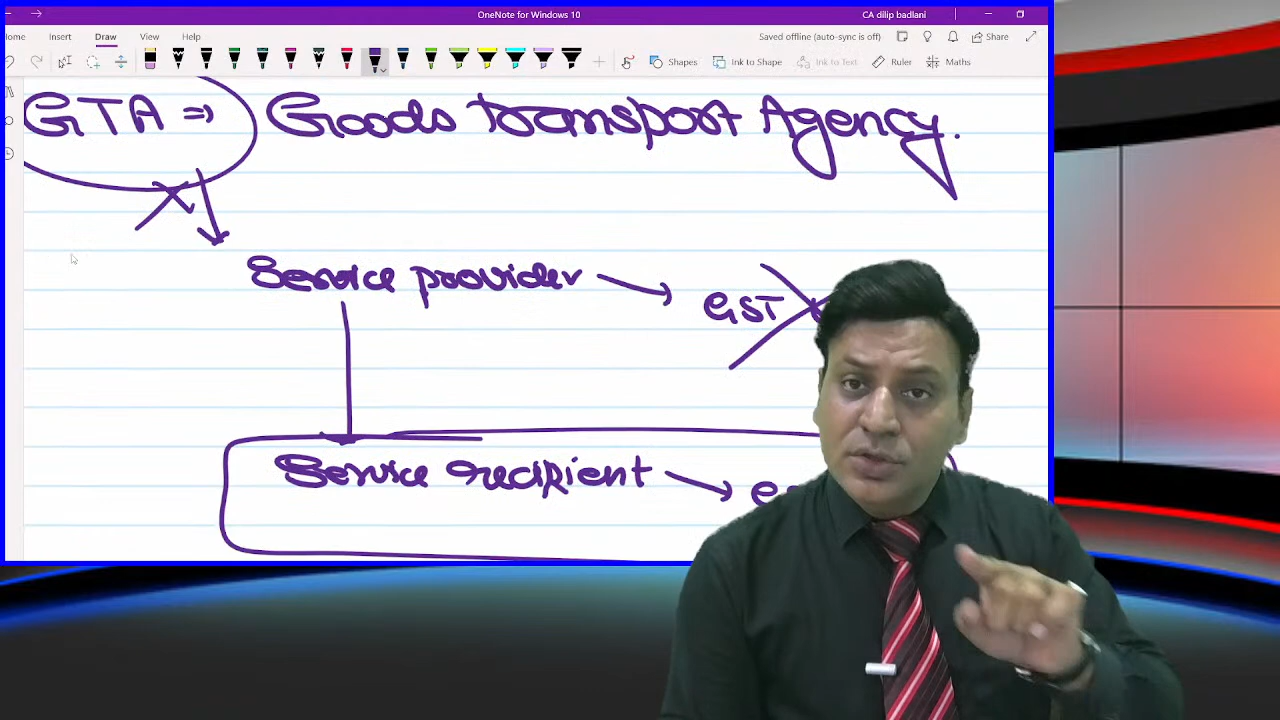 OneNote for Windows 10
CA dilip badlani
Insert Draw View Help
Saved offline (auto-sync is off)
Share
Shapes Ink to Shape Ink to Text Ruler Maths
GTA ⇒ Goods transport Agency.
Service provider → GST
Service recipient →